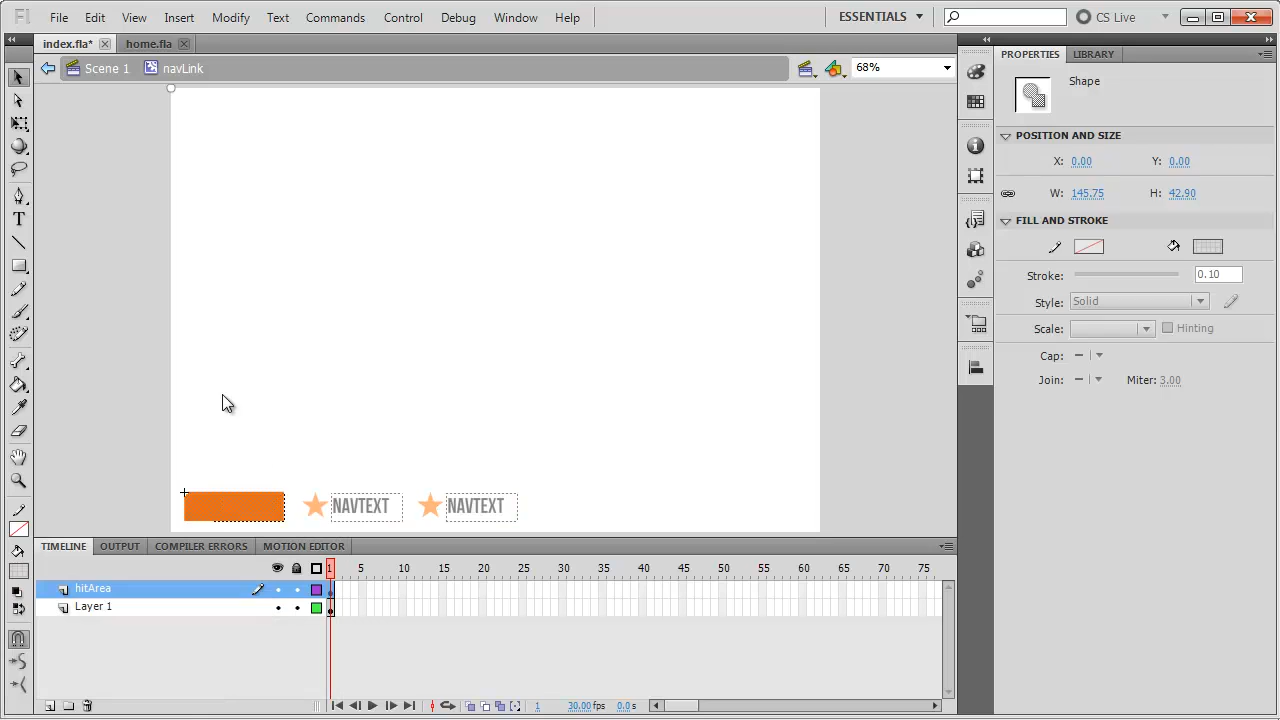 Fl File Edit View Insert Modify Text Commands Control Debug Window Help ESSENTIALS CS Live
index.fla* home.fla
Scene 1 navLink 68%
PROPERTIES LIBRARY
Shape
POSITION AND SIZE
X: 0.00 Y: 0.00
W: 145.75 H: 42.90
FILL AND STROKE
Stroke: 0.10
Style: Solid
Scale: Hinting
Cap:
Join: Miter: 3.00
NAVTEXT NAVTEXT
TIMELINE OUTPUT COMPILER ERRORS MOTION EDITOR
1 5 10 15 20 25 30 35 40 45 50 55 60 65 70 75
hitArea
Layer 1
1 30.00 fps 0.0 s